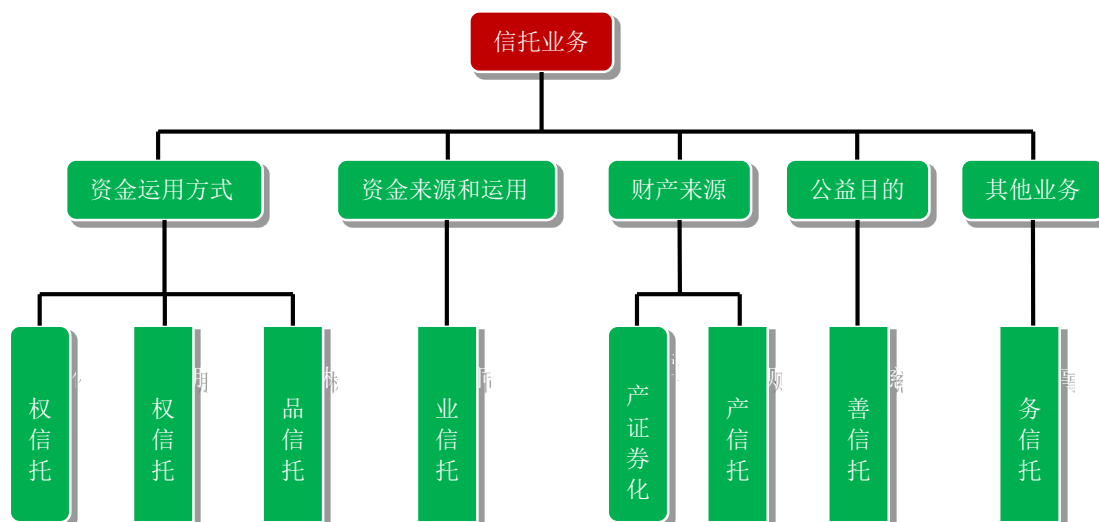 信托业务
资金运用方式
资金来源和运用
财产来源
公益目的
其他业务
权信托
权信托
品信托
业信托
产证券化
产信托
善信托
务信托